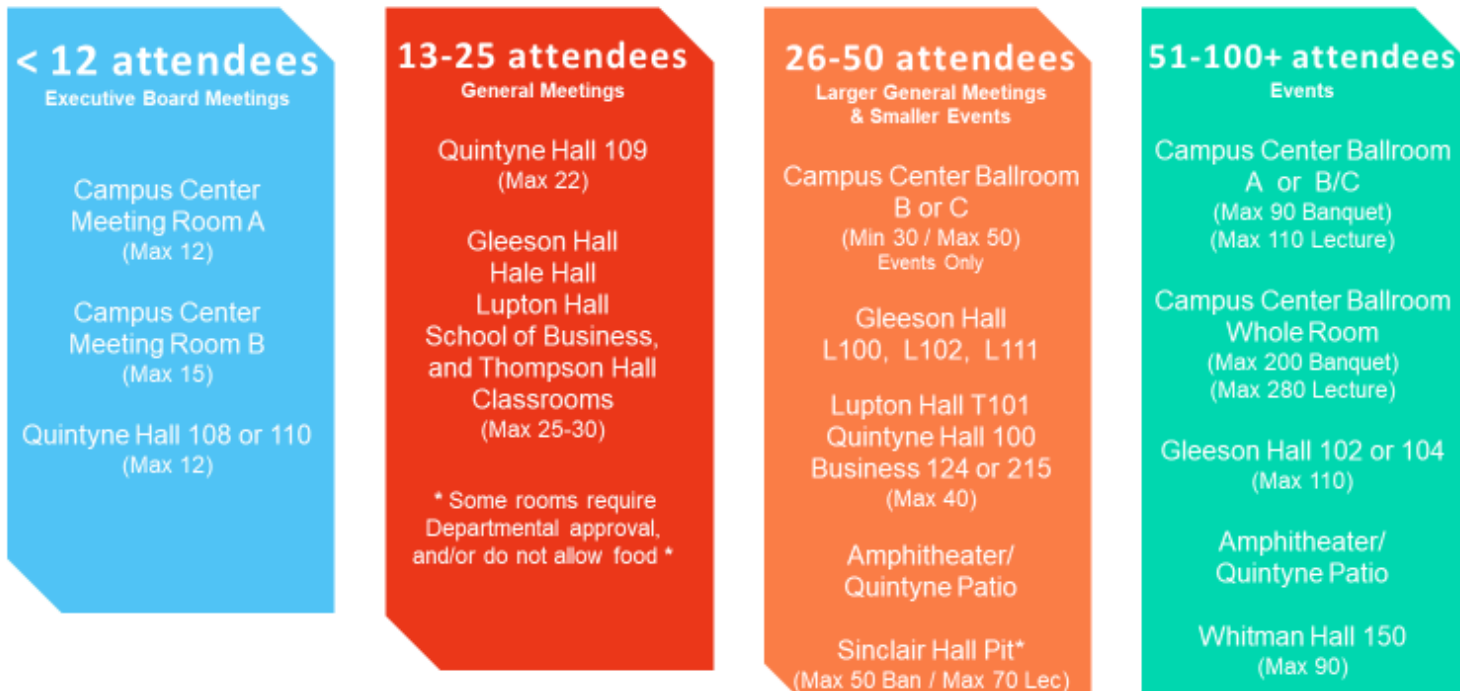 < 12 attendees
Executive Board Meetings
Campus Center
Meeting Room A
(Max 12)
Campus Center
Meeting Room B
(Max 15)
Quintyne Hall 108 or 110
(Max 12)
13-25 attendees
General Meetings
Quintyne Hall 109
(Max 22)
Gleeson Hall
Hale Hall
Lupton Hall
School of Business,
and Thompson Hall
Classrooms
(Max 25-30)
* Some rooms require
Departmental approval,
and/or do not allow food *
26-50 attendees
Larger General Meetings
& Smaller Events
Campus Center Ballroom
B or C
(Min 30 / Max 50)
Events Only
Gleeson Hall
L100, L102, L111
Lupton Hall T101
Quintyne Hall 100
Business 124 or 215
(Max 40)
Amphitheater/
Quintyne Patio
Sinclair Hall Pit*
(Max 50 Ban / Max 70 Lec)
51-100+ attendees
Events
Campus Center Ballroom
A or B/C
(Max 90 Banquet)
(Max 110 Lecture)
Campus Center Ballroom
Whole Room
(Max 200 Banquet)
(Max 280 Lecture)
Gleeson Hall 102 or 104
(Max 110)
Amphitheater/
Quintyne Patio
Whitman Hall 150
(Max 90)